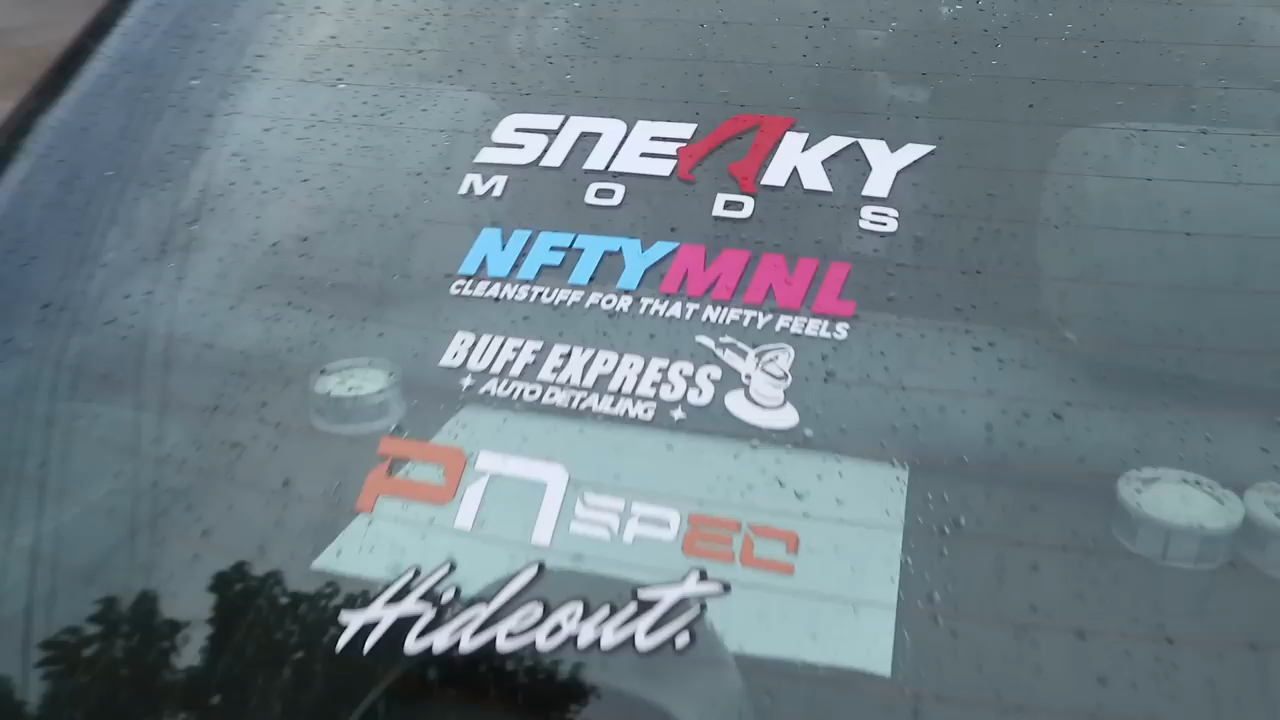 SNEAKY
MODS
NFTYMNL
CLEANSTUFF FOR THAT NIFTY FEELS
BUFF EXPRESS
AUTO DETAILING
PN SPEC
Hideout.